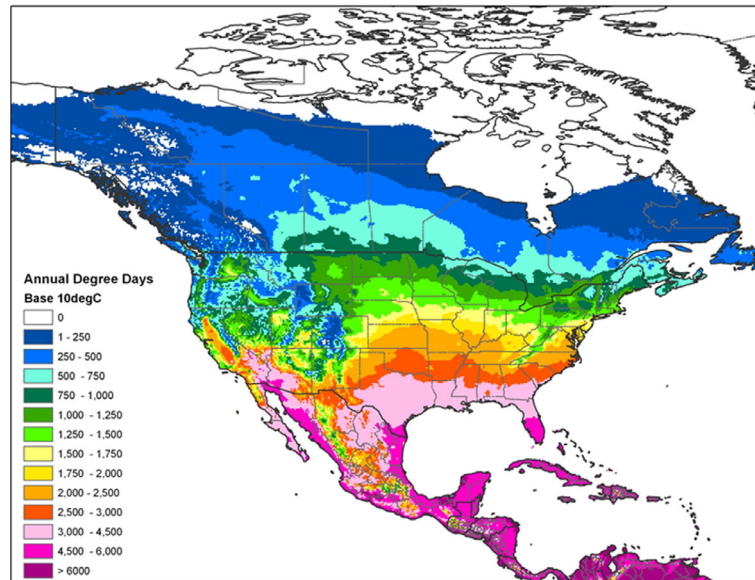 Annual Degree Days
Base 10degC
0
1 - 250
250 - 500
500 - 750
750 - 1,000
1,000 - 1,250
1,250 - 1,500
1,500 - 1,750
1,750 - 2,000
2,000 - 2,500
2,500 - 3,000
3,000 - 4,500
4,500 - 6,000
> 6000